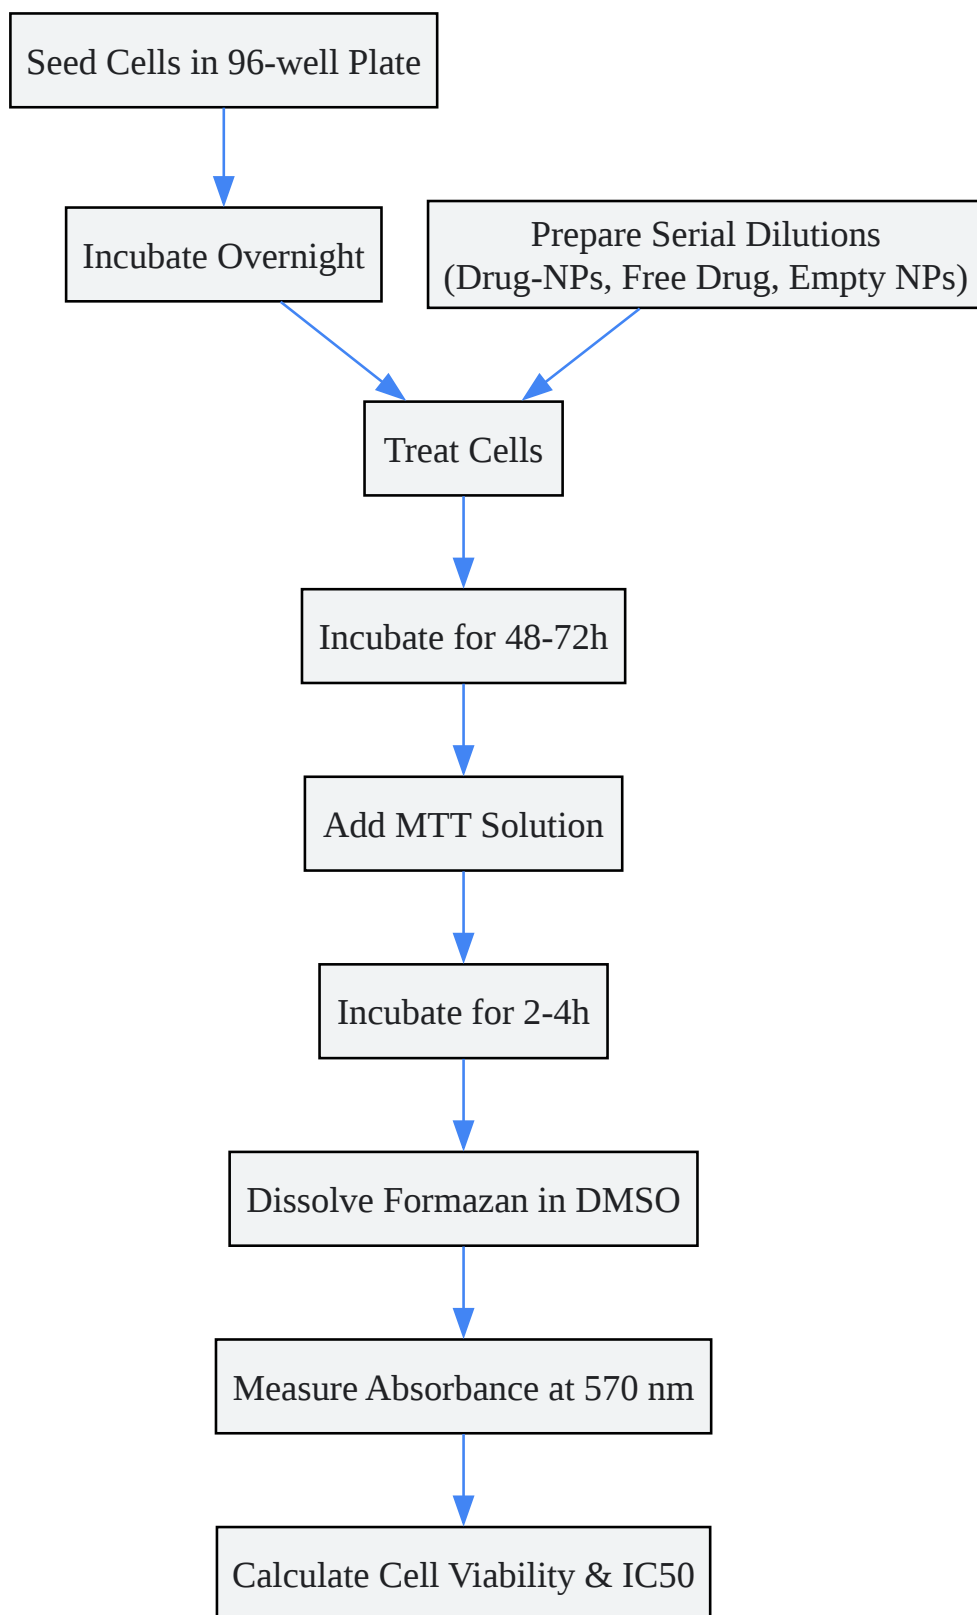 Seed Cells in 96-well Plate
Incubate Overnight
Prepare Serial Dilutions
(Drug-NPs, Free Drug, Empty NPs)
Treat Cells
Incubate for 48-72h
Add MTT Solution
Incubate for 2-4h
Dissolve Formazan in DMSO
Measure Absorbance at 570 nm
Calculate Cell Viability & IC50